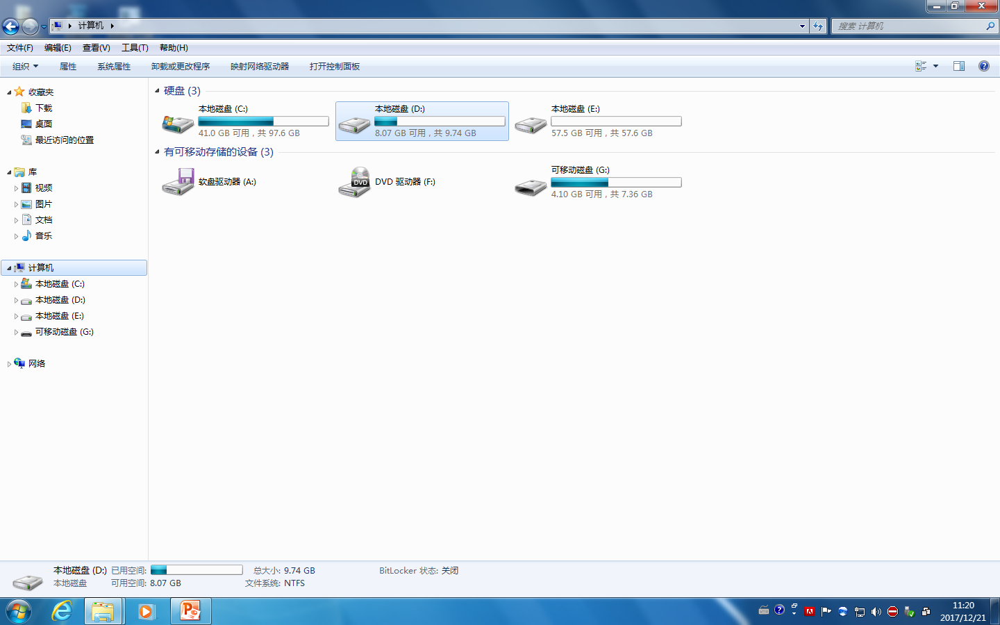 计算机
搜索 计算机
文件(F) 编辑(E) 查看(V) 工具(T) 帮助(H)
组织 属性 系统属性 卸载或更改程序 映射网络驱动器 打开控制面板
收藏夹
下载
桌面
最近访问的位置
库
视频
图片
文档
音乐
计算机
本地磁盘 (C:)
本地磁盘 (D:)
本地磁盘 (E:)
可移动磁盘 (G:)
网络
硬盘 (3)
本地磁盘 (C:)
41.0 GB 可用，共 97.6 GB
本地磁盘 (D:)
8.07 GB 可用，共 9.74 GB
本地磁盘 (E:)
57.5 GB 可用，共 57.6 GB
有可移动存储的设备 (3)
软盘驱动器 (A:)
DVD
DVD 驱动器 (F:)
可移动磁盘 (G:)
4.10 GB 可用，共 7.36 GB
本地磁盘 (D:) 已用空间: 总大小: 9.74 GB BitLocker 状态: 关闭
本地磁盘 可用空间: 8.07 GB 文件系统: NTFS
11:20
2017/12/21